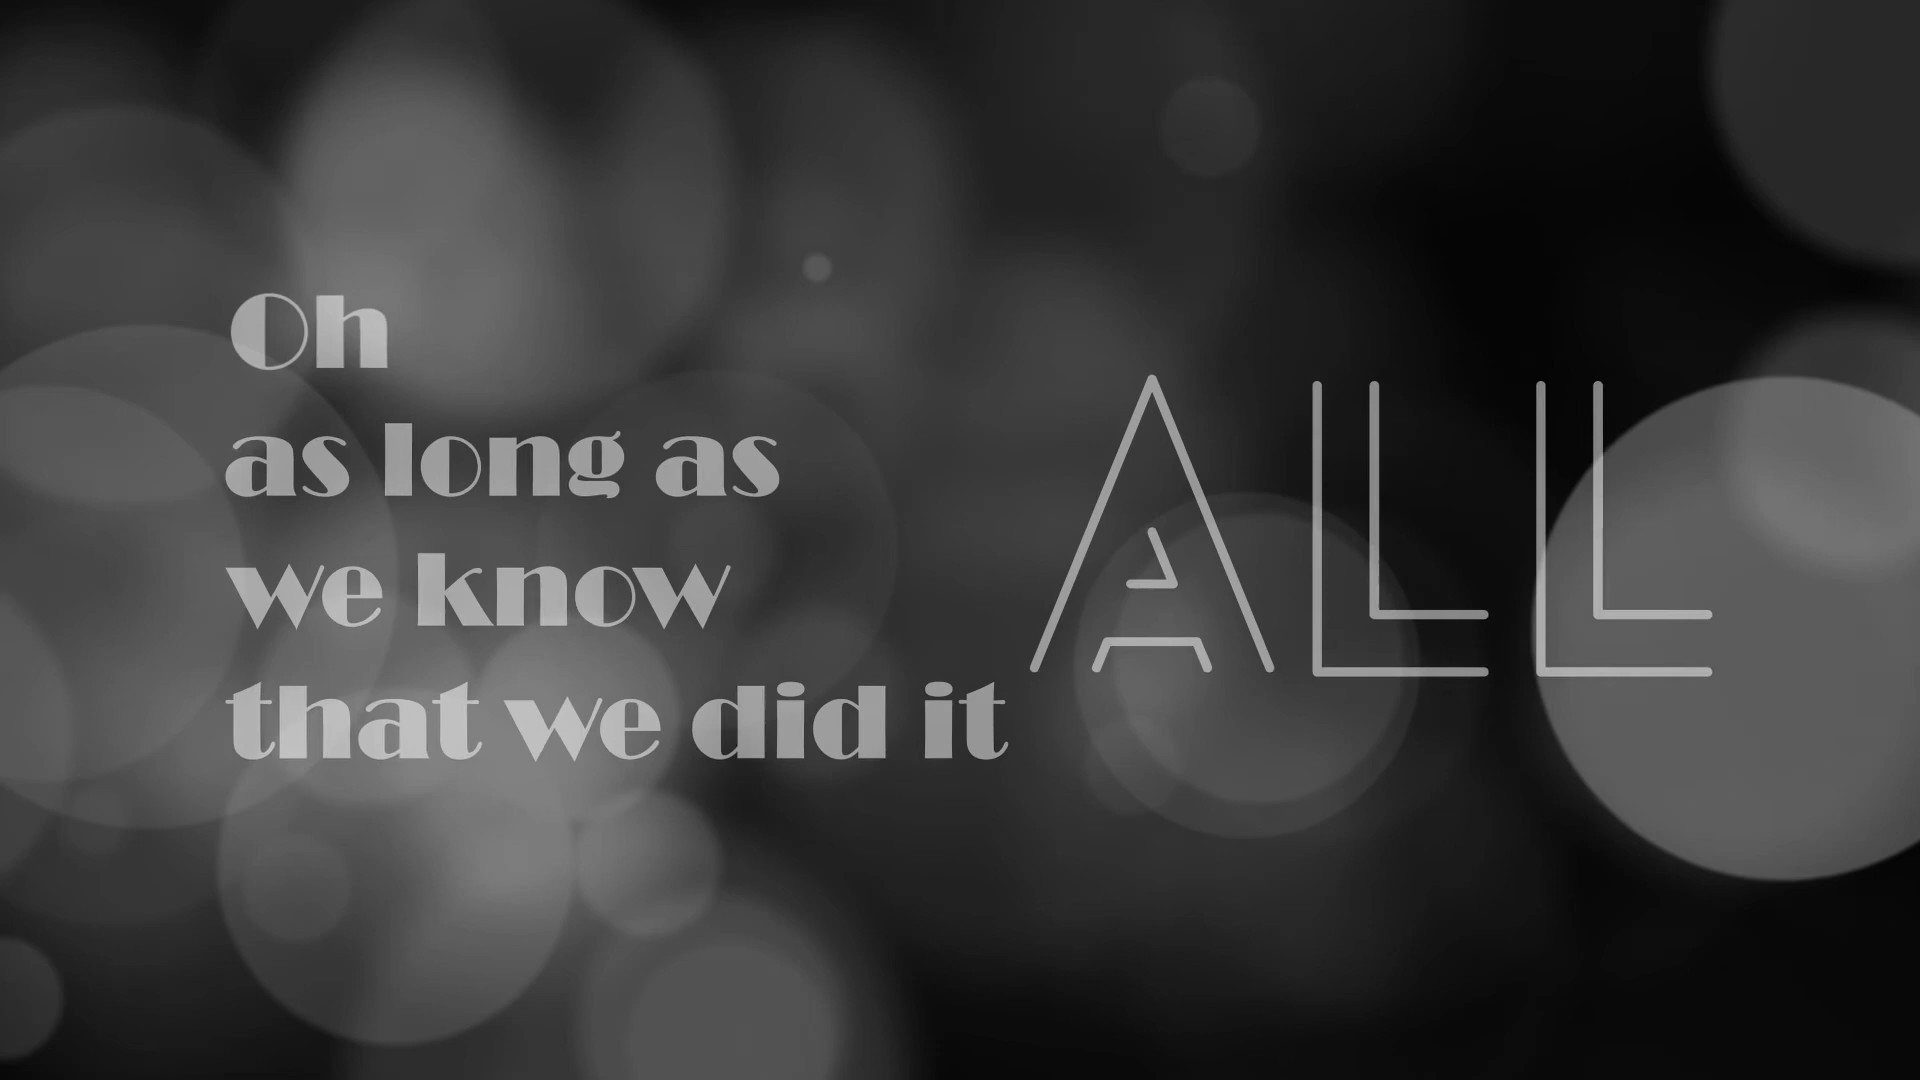 Oh
as long as
we know
that we did it
ALL